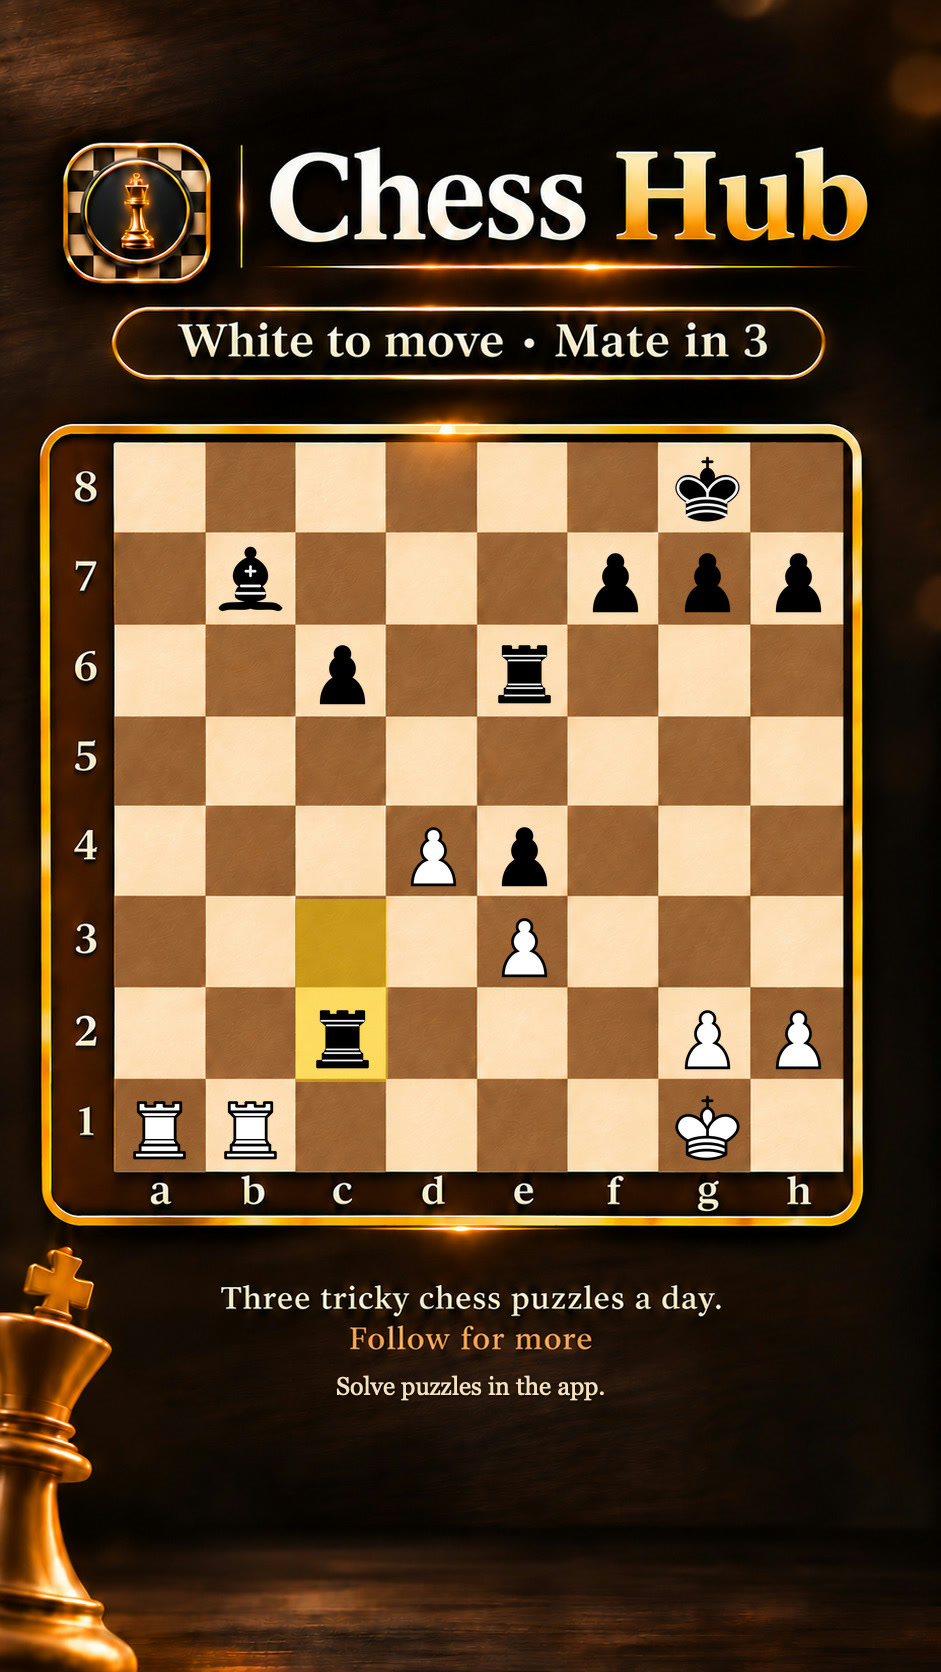 Chess Hub
White to move • Mate in 3
8
7
6
5
4
3
2
1
a b c d e f g h
Three tricky chess puzzles a day.
Follow for more
Solve puzzles in the app.